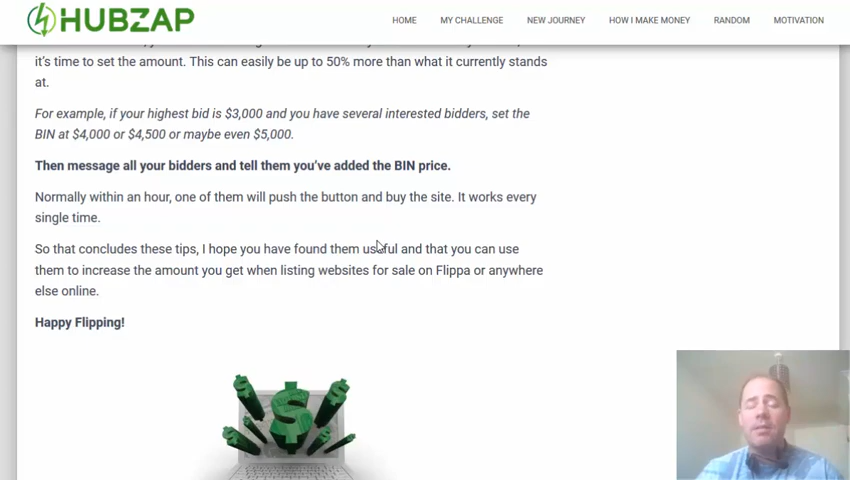 HUBZAP
HOME MY CHALLENGE NEW JOURNEY HOW I MAKE MONEY RANDOM MOTIVATION
it's time to set the amount. This can easily be up to 50% more than what it currently stands
at.
For example, if your highest bid is $3,000 and you have several interested bidders, set the
BIN at $4,000 or $4,500 or maybe even $5,000.
Then message all your bidders and tell them you've added the BIN price.
Normally within an hour, one of them will push the button and buy the site. It works every
single time.
So that concludes these tips, I hope you have found them useful and that you can use
them to increase the amount you get when listing websites for sale on Flippa or anywhere
else online.
Happy Flipping!
$ $ $ $ $